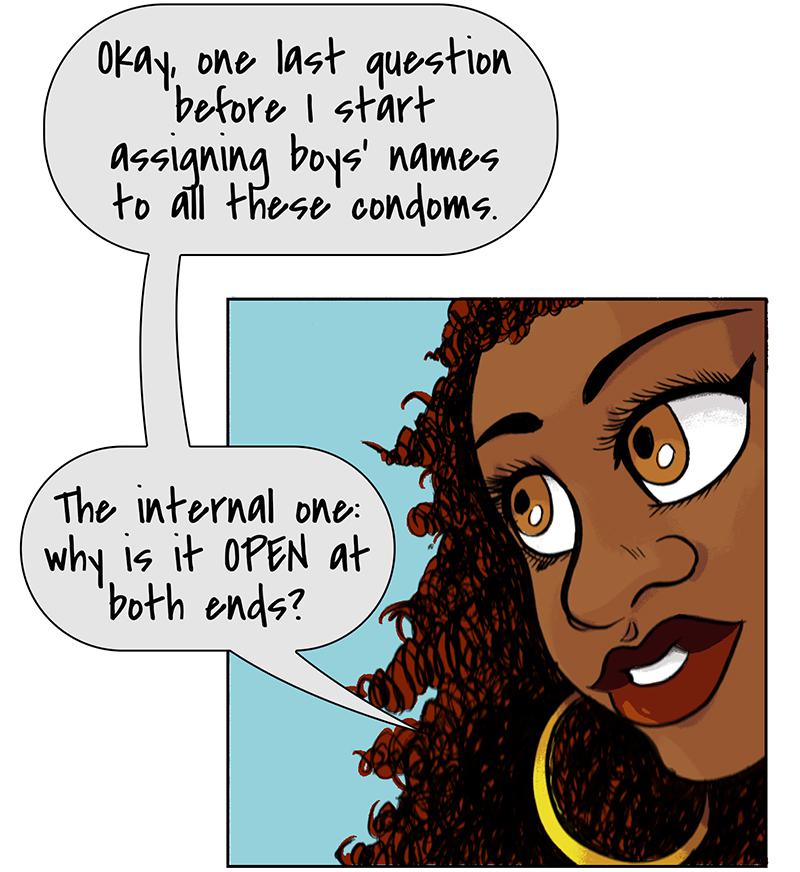 Okay, one last question
before I start
assigning boys' names
to all these condoms.
The internal one:
why is it OPEN at
both ends?